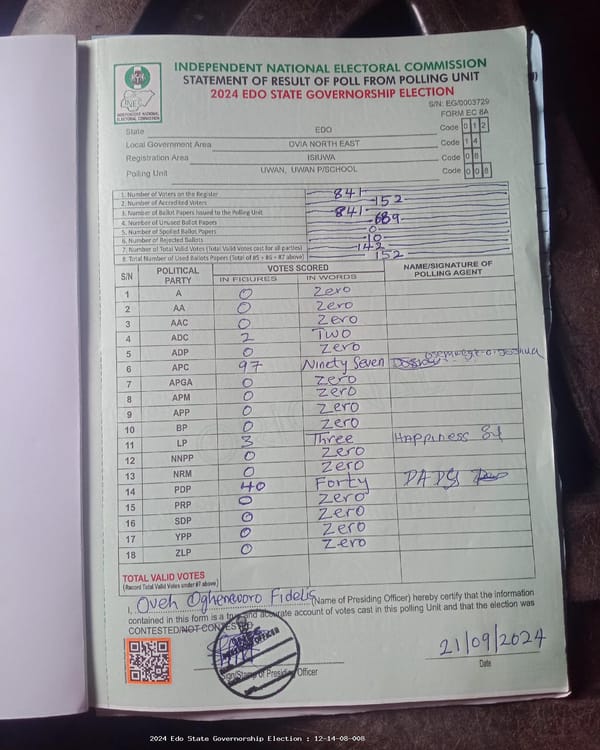 INDEPENDENT NATIONAL ELECTORAL COMMISSION
STATEMENT OF RESULT OF POLL FROM POLLING UNIT
2024 EDO STATE GOVERNORSHIP ELECTION
S/N: EG/0003729
FORM EC 8A
INEC
INDEPENDENT NATIONAL ELECTORAL COMMISSION
State EDO Code 0 1 2
Local Government Area OVIA NORTH EAST Code 1 4
Registration Area ISIUWA Code 0 8
Polling Unit UWAN, UWAN P/SCHOOL Code 0 0 8
1. Number of Voters on the Register 841
2. Number of Accredited Voters 152
3. Number of Ballot Papers Issued to the Polling Unit 841
4. Number of Unused Ballot Papers 689
5. Number of Spoiled Ballot Papers 0
6. Number of Rejected Ballots 10
7. Number of Total Valid Votes (Total Valid Votes cast for all parties) 142
8. Total Number of Used Ballots Papers (Total of #5 + #6 + #7 above) 152
S/N POLITICAL PARTY VOTES SCORED NAME/SIGNATURE OF POLLING AGENT
IN FIGURES IN WORDS
1 A 0 Zero
2 AA 0 Zero
3 AAC 0 Zero
4 ADC 2 Two
5 ADP 0 Zero
6 APC 97 Ninety Seven
7 APGA 0 Zero
8 APM 0 Zero
9 APP 0 Zero
10 BP 0 Zero
11 LP 3 Three Happiness
12 NNPP 0 Zero
13 NRM 0 Zero
14 PDP 40 Forty
15 PRP 0 Zero
16 SDP 0 Zero
17 YPP 0 Zero
18 ZLP 0 Zero
TOTAL VALID VOTES
(Record Total Valid Votes under #7 above)
I, Oveh Oghenevoro Fidelis (Name of Presiding Officer) hereby certify that the information
contained in this form is a true and accurate account of votes cast in this polling Unit and that the election was
CONTESTED/NOT CONTESTED
21/09/2024
Sign/Stamp of Presiding Officer
Date
2024 Edo State Governorship Election : 12-14-08-008